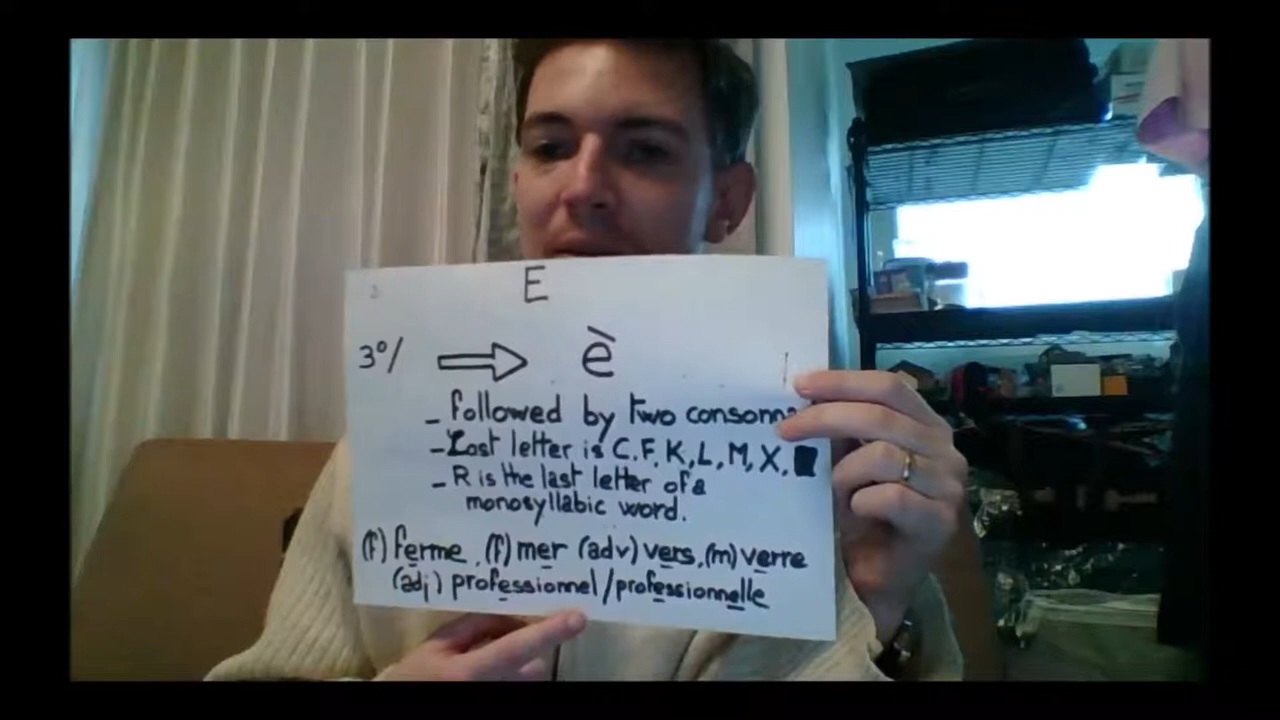 E
3°/ ⇒ è
- followed by two consonna
- Last letter is C, F, K, L, M, X,
- R is the last letter of a
monosyllabic word.
(f) ferme, (f) mer (adv) vers, (m) verre
(adj) professionnel/professionnelle